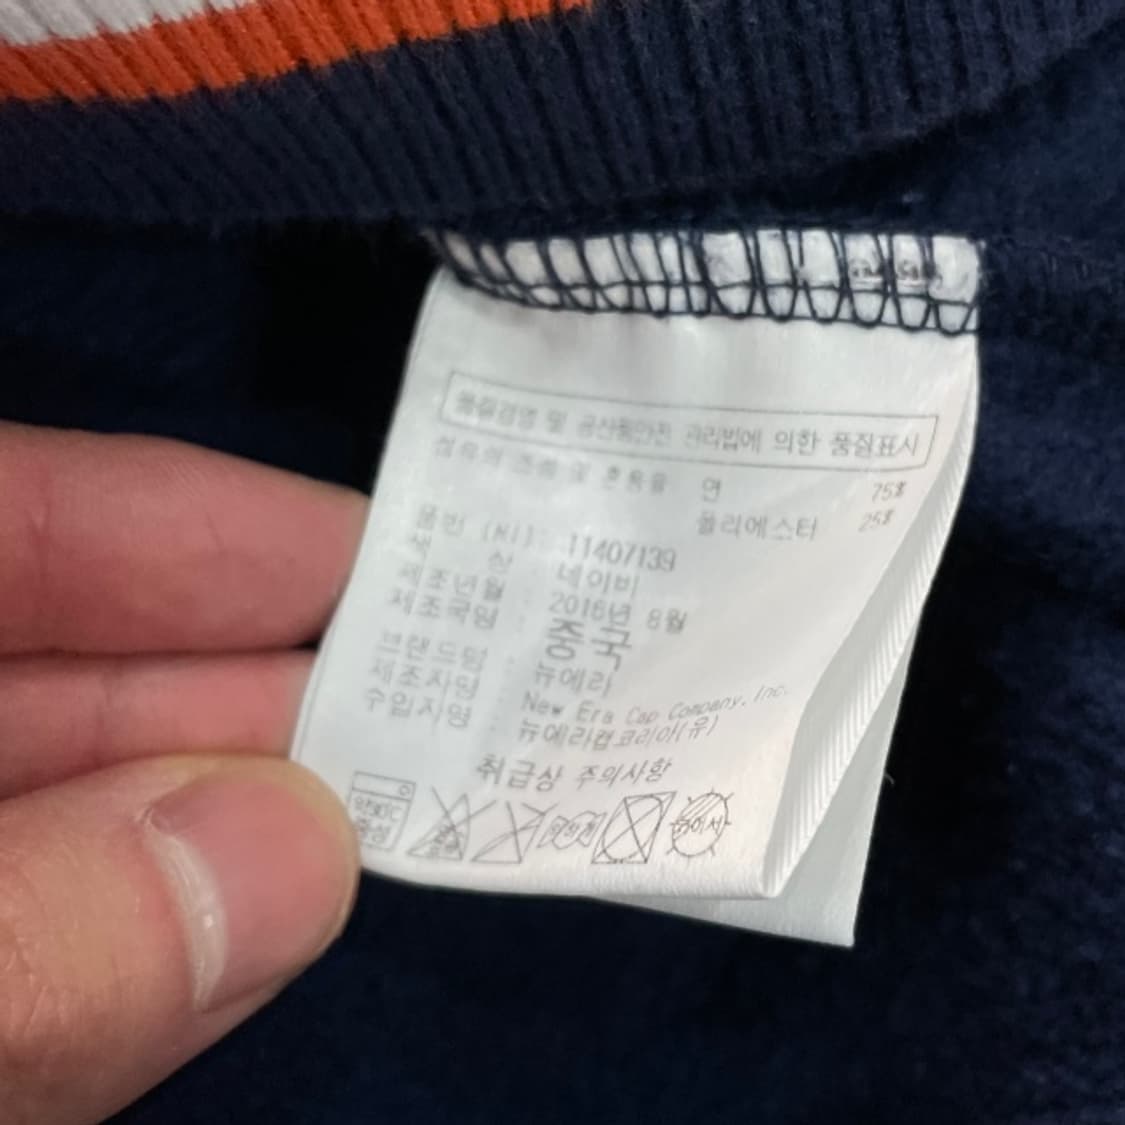 품질경영 및 공산품안전 관리법에 의한 품질표시
섬유의 조성 및 혼용율 면 75%
폴리에스터 25%
품번 (MI) : 11407139
색 상 : 네이비
제조년월 : 2016년 8월
제조국명 : 중국
브랜드명 : 뉴에라
제조자명 : New Era Cap Company, Inc.
수입자명 : 뉴에라캡코리아(유)
취급상 주의사항
중성